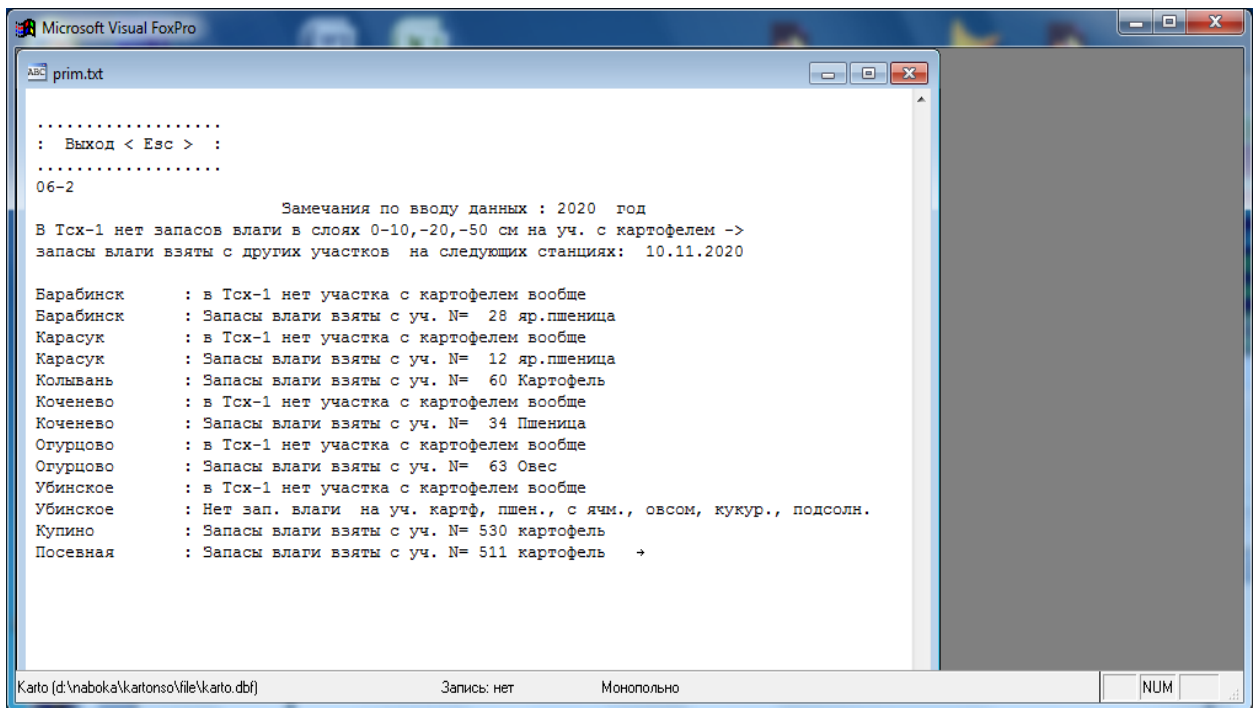 Microsoft Visual FoxPro
ABC prim.txt
...................
:  Выход < Esc >  :
...................
06-2
Замечания по вводу данных : 2020  год
В Тсх-1 нет запасов влаги в слоях 0-10,-20,-50 см на уч. с картофелем ->
запасы влаги взяты с других участков  на следующих станциях:  10.11.2020
Барабинск      : в Тсх-1 нет участка с картофелем вообще
Барабинск      : Запасы влаги взяты с уч. N=  28 яр.пшеница
Карасук        : в Тсх-1 нет участка с картофелем вообще
Карасук        : Запасы влаги взяты с уч. N=  12 яр.пшеница
Колывань       : Запасы влаги взяты с уч. N=  60 Картофель
Коченево       : в Тсх-1 нет участка с картофелем вообще
Коченево       : Запасы влаги взяты с уч. N=  34 Пшеница
Огурцово       : в Тсх-1 нет участка с картофелем вообще
Огурцово       : Запасы влаги взяты с уч. N=  63 Овес
Убинское       : в Тсх-1 нет участка с картофелем вообще
Убинское       : Нет зап. влаги  на уч. картф, пшен., с ячм., овсом, кукур., подсолн.
Купино         : Запасы влаги взяты с уч. N= 530 картофель
Посевная       : Запасы влаги взяты с уч. N= 511 картофель   →
Karto (d:\naboka\kartonso\file\karto.dbf) Запись: нет Монопольно NUM